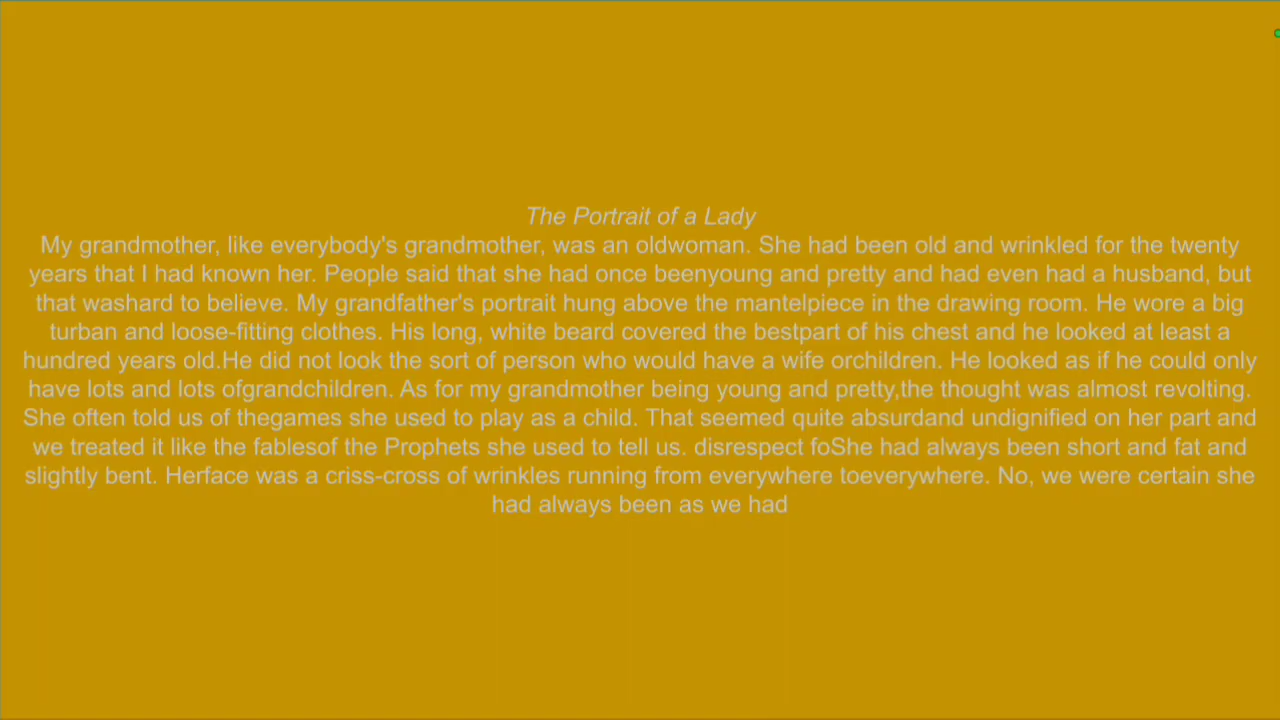 The Portrait of a Lady
My grandmother, like everybody's grandmother, was an oldwoman. She had been old and wrinkled for the twenty
years that I had known her. People said that she had once beenyoung and pretty and had even had a husband, but
that washard to believe. My grandfather's portrait hung above the mantelpiece in the drawing room. He wore a big
turban and loose-fitting clothes. His long, white beard covered the bestpart of his chest and he looked at least a
hundred years old.He did not look the sort of person who would have a wife orchildren. He looked as if he could only
have lots and lots ofgrandchildren. As for my grandmother being young and pretty,the thought was almost revolting.
She often told us of thegames she used to play as a child. That seemed quite absurdand undignified on her part and
we treated it like the fablesof the Prophets she used to tell us. disrespect foShe had always been short and fat and
slightly bent. Herface was a criss-cross of wrinkles running from everywhere toeverywhere. No, we were certain she
had always been as we had